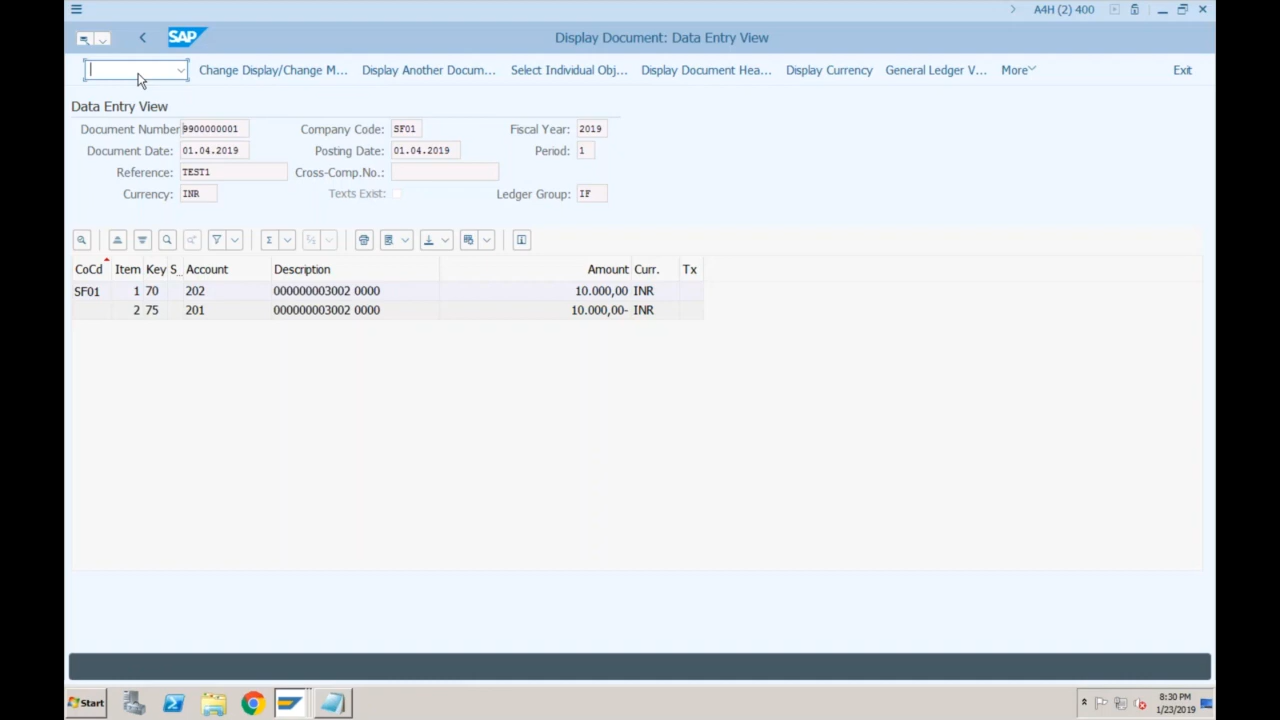 A4H (2) 400
SAP Display Document: Data Entry View
Change Display/Change M... Display Another Docum... Select Individual Obj... Display Document Hea... Display Currency General Ledger V... More Exit
Data Entry View
Document Number 9900000001 Company Code: SF01 Fiscal Year: 2019
Document Date: 01.04.2019 Posting Date: 01.04.2019 Period: 1
Reference: TEST1 Cross-Comp.No.:
Currency: INR Texts Exist: Ledger Group: IF
CoCd Item Key S.. Account Description Amount Curr. Tx
SF01 1 70 202 000000003002 0000 10.000,00 INR
2 75 201 000000003002 0000 10.000,00- INR
Start 8:30 PM
1/23/2019